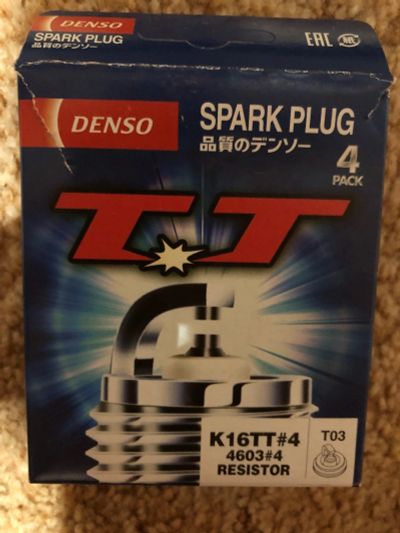 DENSO
SPARK PLUG
品質のデンソー
EAC
紙
DENSO
SPARK PLUG
品質のデンソー
4
PACK
TT
K16TT#4
4603#4
RESISTOR
T03